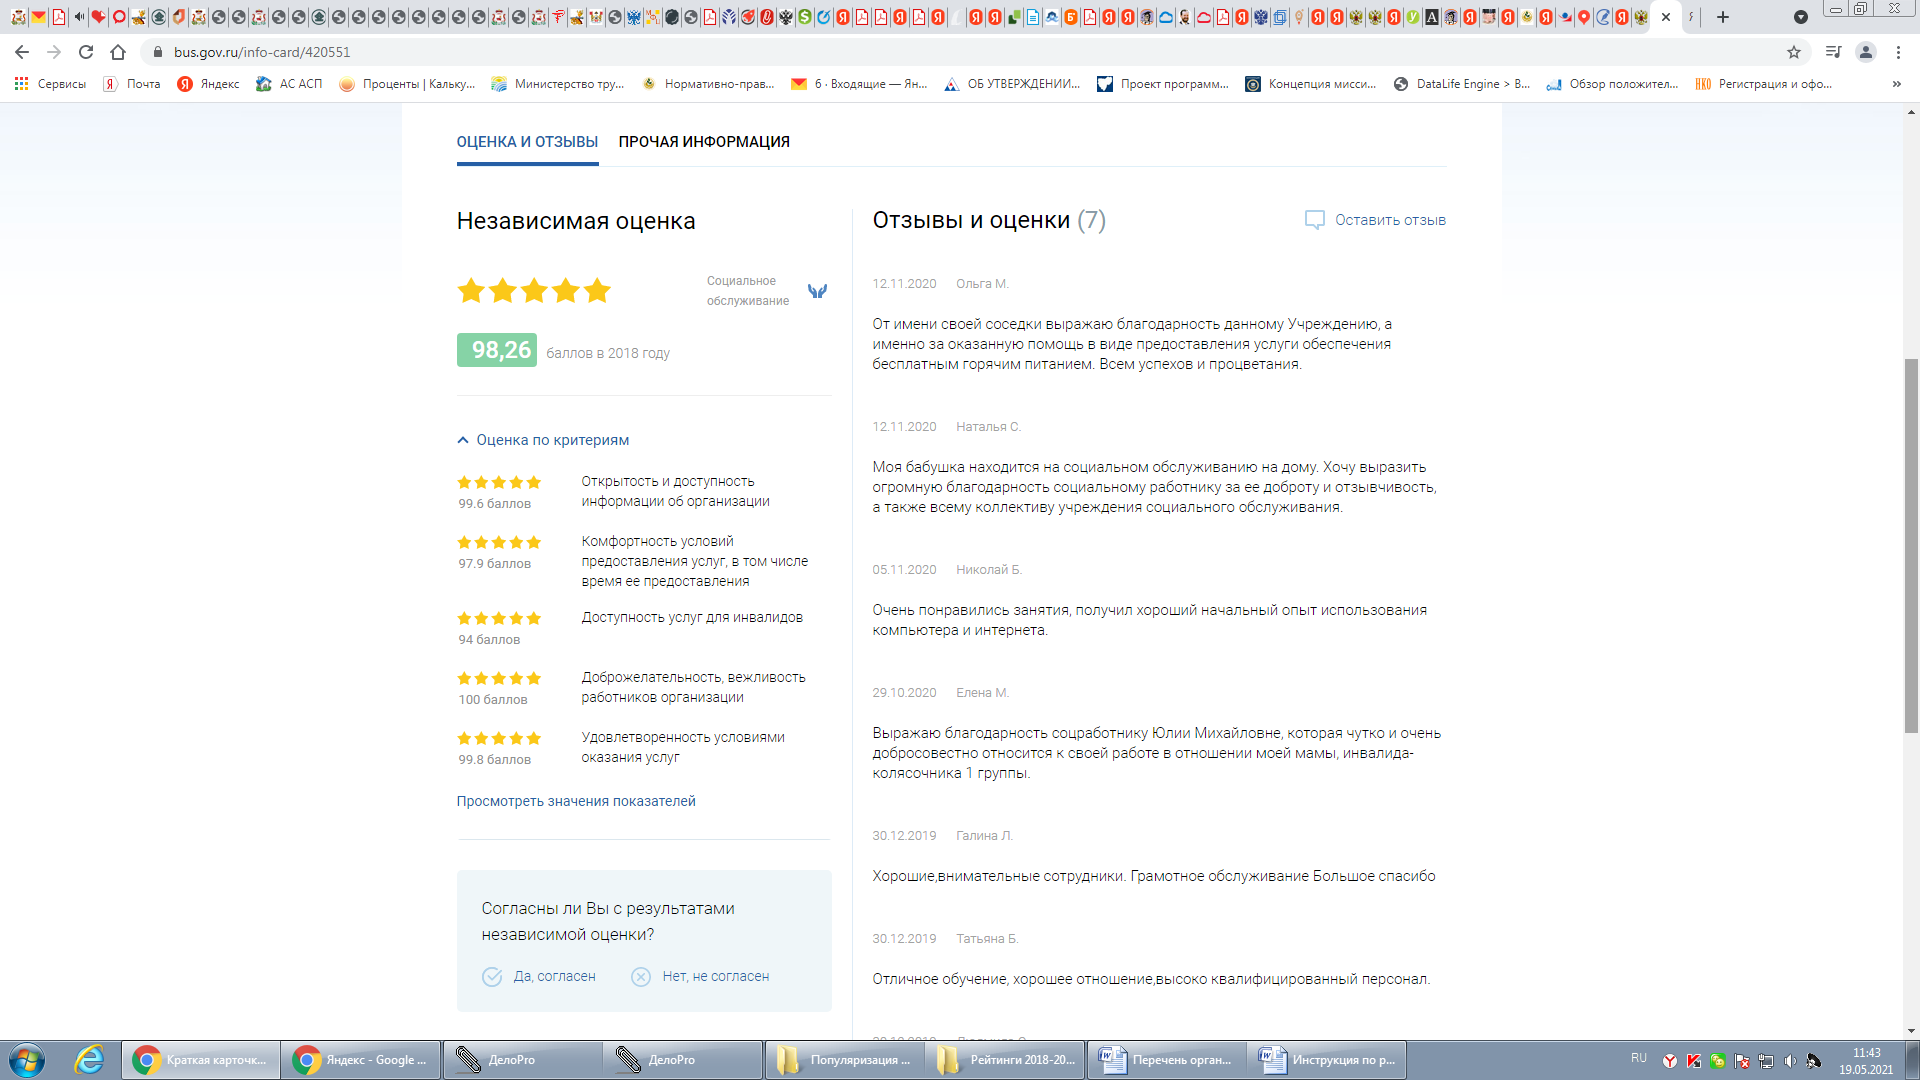 bus.gov.ru/info-card/420551
Сервисы
Почта
Яндекс
АС АСП
Проценты | Кальку...
Министерство тру...
Нормативно-прав...
6 · Входящие — Ян...
ОБ УТВЕРЖДЕНИИ...
Проект программ...
Концепция мисси...
DataLife Engine > В...
Обзор положител...
Регистрация и офо...
ОЦЕНКА И ОТЗЫВЫ
ПРОЧАЯ ИНФОРМАЦИЯ
Независимая оценка
Социальное
обслуживание
98,26 баллов в 2018 году
Оценка по критериям
99.6 баллов
Открытость и доступность
информации об организации
97.9 баллов
Комфортность условий
предоставления услуг, в том числе
время ее предоставления
94 баллов
Доступность услуг для инвалидов
100 баллов
Доброжелательность, вежливость
работников организации
99.8 баллов
Удовлетворенность условиями
оказания услуг
Просмотреть значения показателей
Согласны ли Вы с результатами
независимой оценки?
Да, согласен
Нет, не согласен
Отзывы и оценки (7)
Оставить отзыв
12.11.2020 Ольга М.
От имени своей соседки выражаю благодарность данному Учреждению, а
именно за оказанную помощь в виде предоставления услуги обеспечения
бесплатным горячим питанием. Всем успехов и процветания.
12.11.2020 Наталья С.
Моя бабушка находится на социальном обслуживанию на дому. Хочу выразить
огромную благодарность социальному работнику за ее доброту и отзывчивость,
а также всему коллективу учреждения социального обслуживания.
05.11.2020 Николай Б.
Очень понравились занятия, получил хороший начальный опыт использования
компьютера и интернета.
29.10.2020 Елена М.
Выражаю благодарность соцработнику Юлии Михайловне, которая чутко и очень
добросовестно относится к своей работе в отношении моей мамы, инвалида-
колясочника 1 группы.
30.12.2019 Галина Л.
Хорошие,внимательные сотрудники. Грамотное обслуживание Большое спасибо
30.12.2019 Татьяна Б.
Отличное обучение, хорошее отношение,высоко квалифицированный персонал.
Краткая карточк...
Яндекс - Google ...
ДелоPro
ДелоPro
Популяризация ...
Рейтинги 2018-20...
Перечень орган...
Инструкция по р...
RU
11:43
19.05.2021